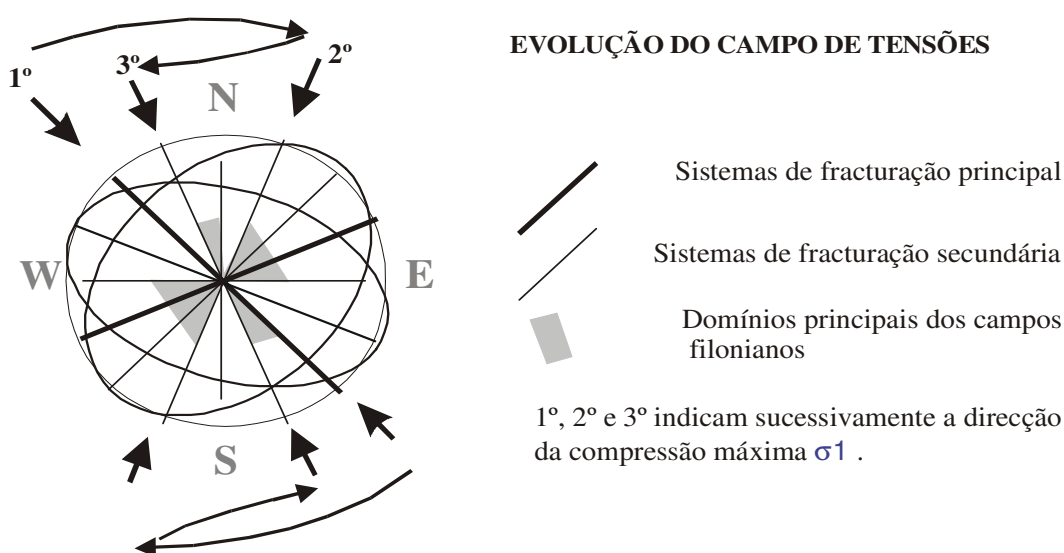 EVOLUÇÃO DO CAMPO DE TENSÕES
1º
3º
2º
N
W
E
S
Sistemas de fracturação principal
Sistemas de fracturação secundária
Domínios principais dos campos
filonianos
1º, 2º e 3º indicam sucessivamente a direcção
da compressão máxima σ1 .